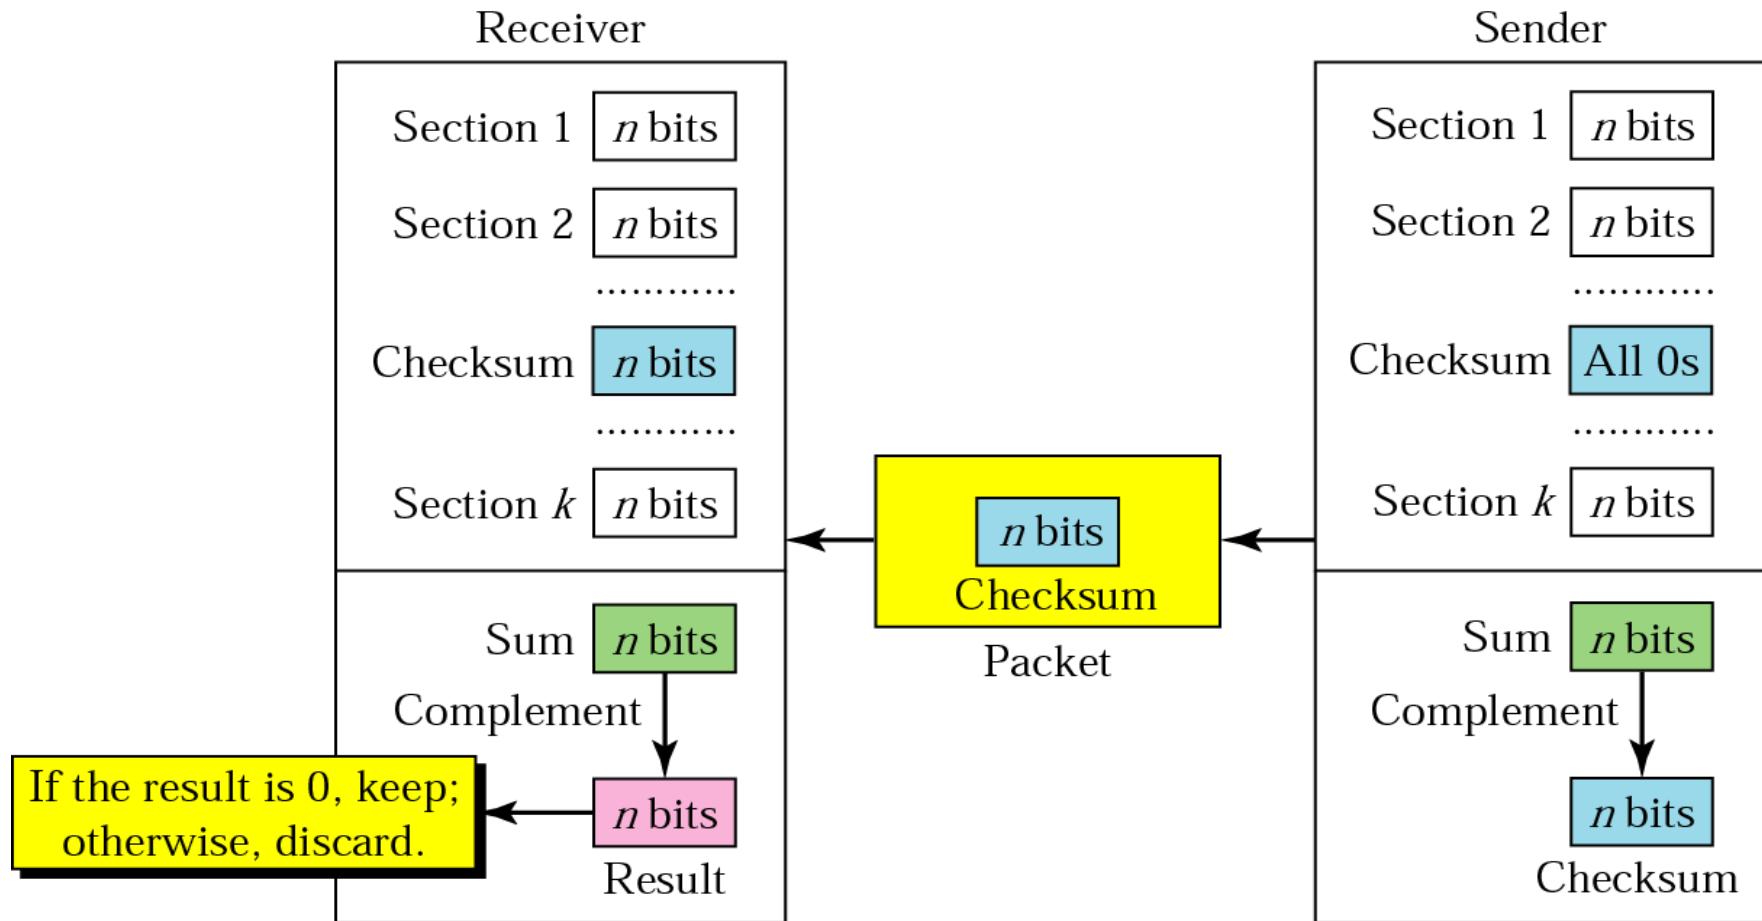 Receiver
Section 1 n bits
Section 2 n bits
............
Checksum n bits
............
Section k n bits
Sum n bits
Complement
n bits
Result
If the result is 0, keep;
otherwise, discard.
n bits
Checksum
Packet
Sender
Section 1 n bits
Section 2 n bits
............
Checksum All 0s
............
Section k n bits
Sum n bits
Complement
n bits
Checksum